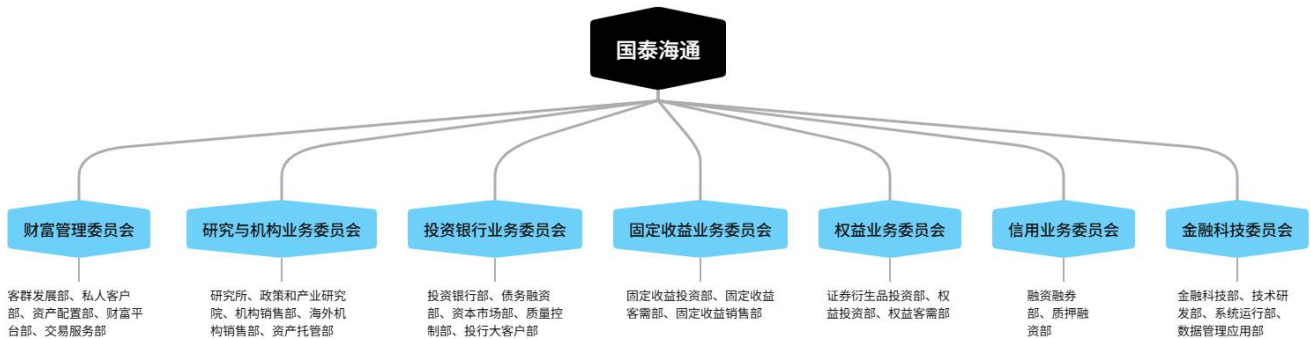 国泰海通
财富管理委员会
研究与机构业务委员会
投资银行业务委员会
固定收益业务委员会
权益业务委员会
信用业务委员会
金融科技委员会
客群发展部、私人客户
部、资产配置部、财富平
台部、交易服务部
研究所、政策和产业研究
院、机构销售部、海外机
构销售部、资产托管部
投资银行部、债务融资
部、资本市场部、质量控
制部、投行大客户部
固定收益投资部、固定收益
客需部、固定收益销售部
证券衍生品投资部、权
益投资部、权益客需部
融资融券
部、质押融
资部
金融科技部、技术研
发部、系统运行部、
数据管理应用部